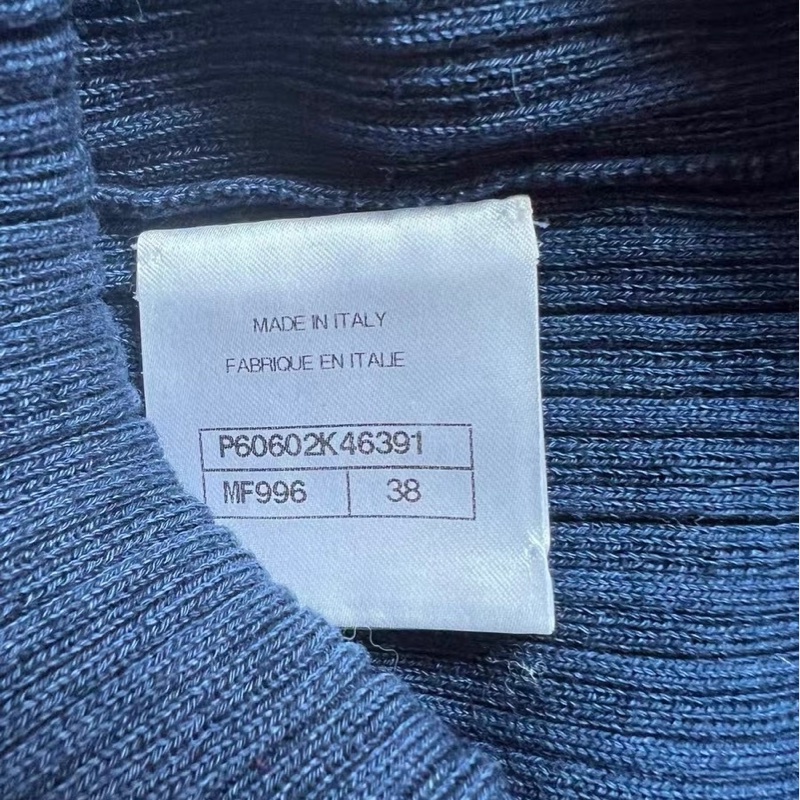 MADE IN ITALY
FABRIQUE EN ITALIE
P60602K46391
MF996 38